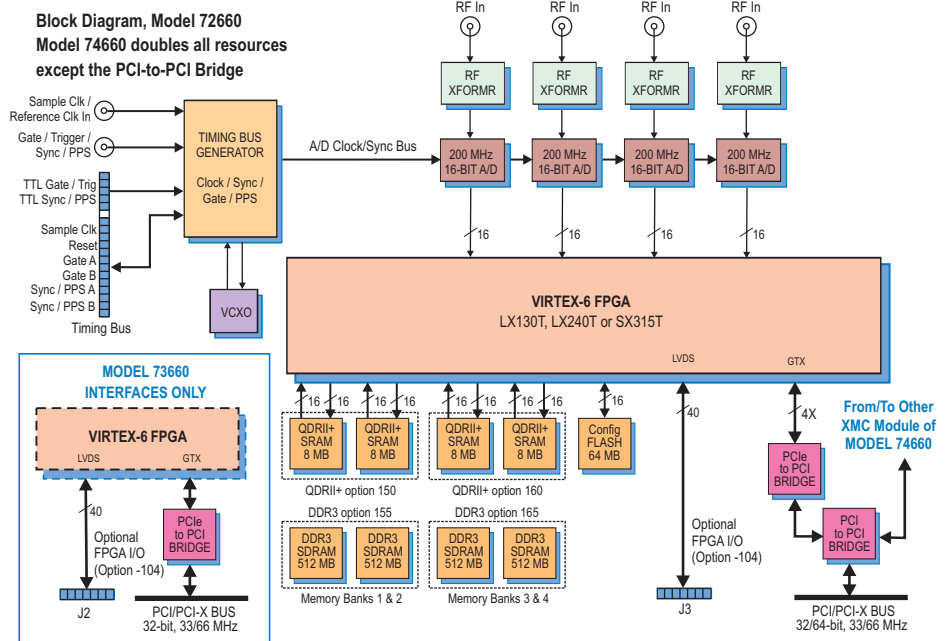 Block Diagram, Model 72660
Model 74660 doubles all resources
except the PCI-to-PCI Bridge
RF In
RF In
RF In
RF In
RF
XFORMR
RF
XFORMR
RF
XFORMR
RF
XFORMR
Sample Clk /
Reference Clk In
Gate / Trigger /
Sync / PPS
TTL Gate / Trig
TTL Sync / PPS
Sample Clk
Reset
Gate A
Gate B
Sync / PPS A
Sync / PPS B
Timing Bus
TIMING BUS
GENERATOR
Clock / Sync /
Gate / PPS
VCXO
A/D Clock/Sync Bus
200 MHz
16-BIT A/D
200 MHz
16-BIT A/D
200 MHz
16-BIT A/D
200 MHz
16-BIT A/D
16
16
16
16
VIRTEX-6 FPGA
LX130T, LX240T or SX315T
LVDS
GTX
16
16
16
16
16
16
16
16
16
40
4X
QDRII+
SRAM
8 MB
QDRII+
SRAM
8 MB
QDRII+
SRAM
8 MB
QDRII+
SRAM
8 MB
Config
FLASH
64 MB
QDRII+ option 150
QDRII+ option 160
DDR3 option 155
DDR3 option 165
DDR3
SDRAM
512 MB
DDR3
SDRAM
512 MB
DDR3
SDRAM
512 MB
DDR3
SDRAM
512 MB
Memory Banks 1 & 2
Memory Banks 3 & 4
Optional
FPGA I/O
(Option -104)
J3
PCIe
to PCI
BRIDGE
From/To Other
XMC Module of
MODEL 74660
PCI
to PCI
BRIDGE
PCI/PCI-X BUS
32/64-bit, 33/66 MHz
MODEL 73660
INTERFACES ONLY
VIRTEX-6 FPGA
LVDS
GTX
40
Optional
FPGA I/O
(Option -104)
PCIe
to PCI
BRIDGE
J2
PCI/PCI-X BUS
32-bit, 33/66 MHz